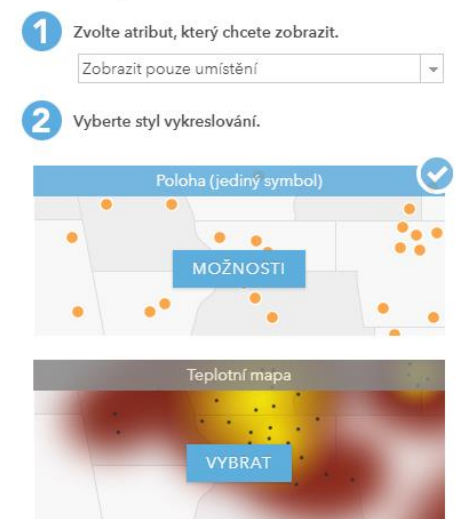 1 Zvolte atribut, který chcete zobrazit.
Zobrazit pouze umístění
2 Vyberte styl vykreslování.
Poloha (jediný symbol)
MOŽNOSTI
Teplotní mapa
VYBRAT